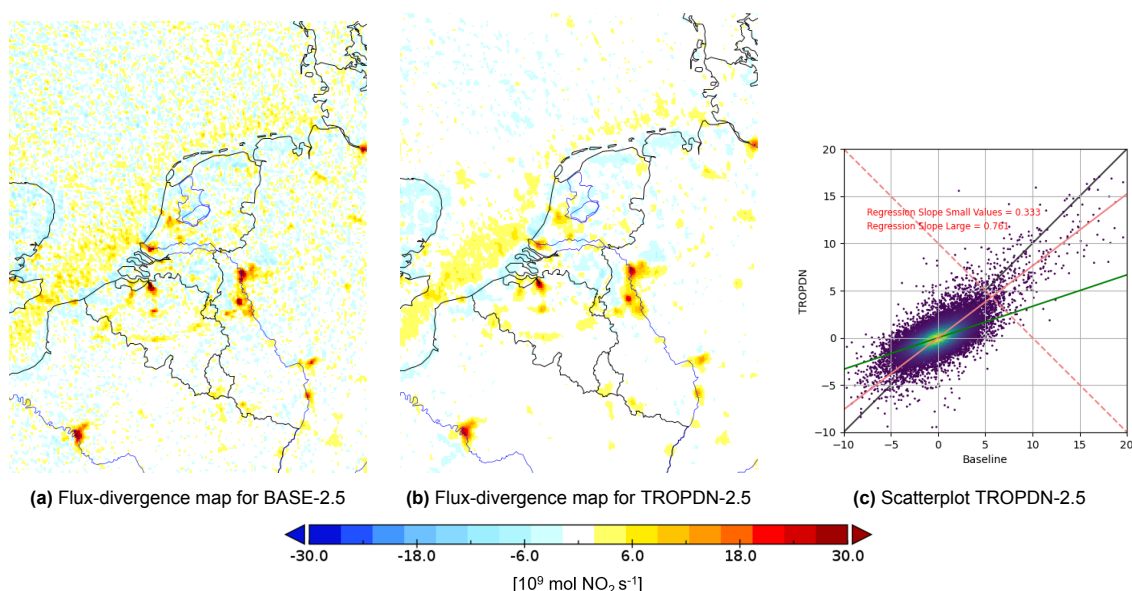 20
15
10
5
0
−5
−10
−10
−5
0
5
10
15
20
TROPDN
Baseline
Regression Slope Small Values = 0.333
Regression Slope Large = 0.761
(a) Flux-divergence map for BASE-2.5
(b) Flux-divergence map for TROPDN-2.5
(c) Scatterplot TROPDN-2.5
-30.0 -18.0 -6.0 6.0 18.0 30.0
[10⁹ mol NO₂ s⁻¹]